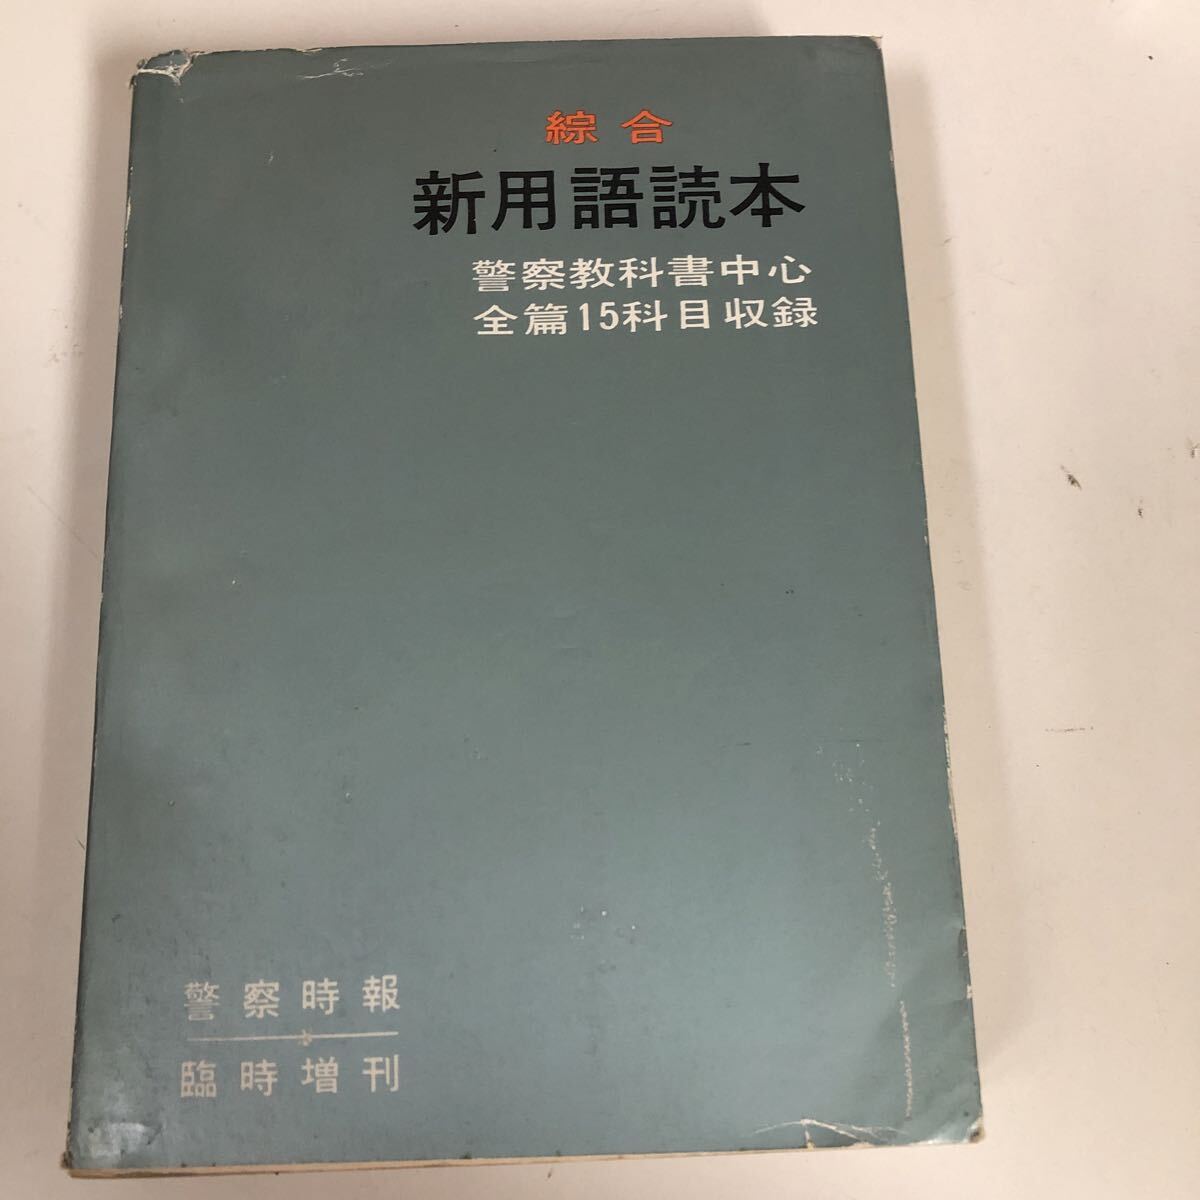 綜合
新用語読本
警察教科書中心
全篇15科目収録
警察時報
臨時増刊